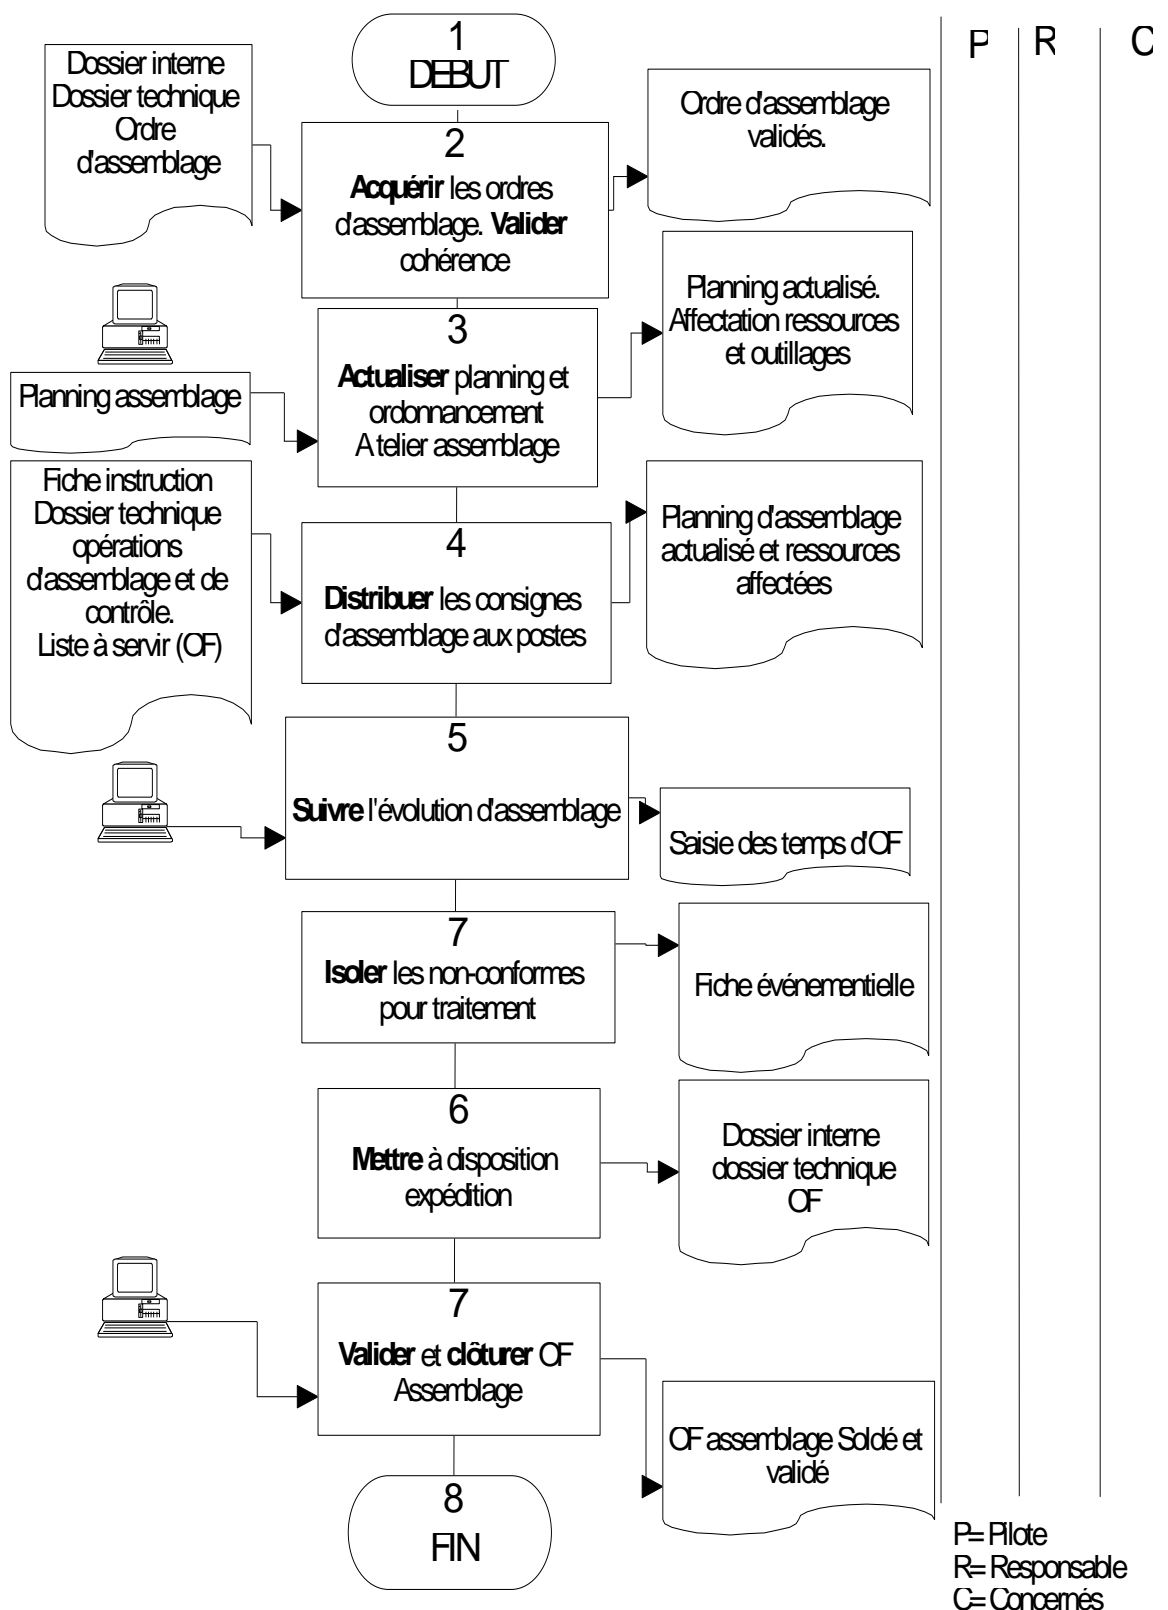 1
DEBUT
P
R
C
Dossier interne
Dossier technique
Ordre
d'assemblage
2
Acquérir les ordres
d'assemblage. Valider
cohérence
Ordre d'assemblage
validés.
3
Actualiser planning et
ordonnancement
Atelier assemblage
Planning assemblage
Planning actualisé.
Affectation ressources
et outillages
Fiche instruction
Dossier technique
opérations
d'assemblage et de
contrôle.
Liste à servir (OF)
4
Distribuer les consignes
d'assemblage aux postes
Planning d'assemblage
actualisé et ressources
affectées
5
Suivre l'évolution d'assemblage
Saisie des temps d'OF
7
Isoler les non-conformes
pour traitement
Fiche événementielle
6
Mettre à disposition
expédition
Dossier interne
dossier technique
OF
7
Valider et clôturer OF
Assemblage
OF assemblage Soldé et
validé
8
FIN
P= Pilote
R= Responsable
C= Concernés